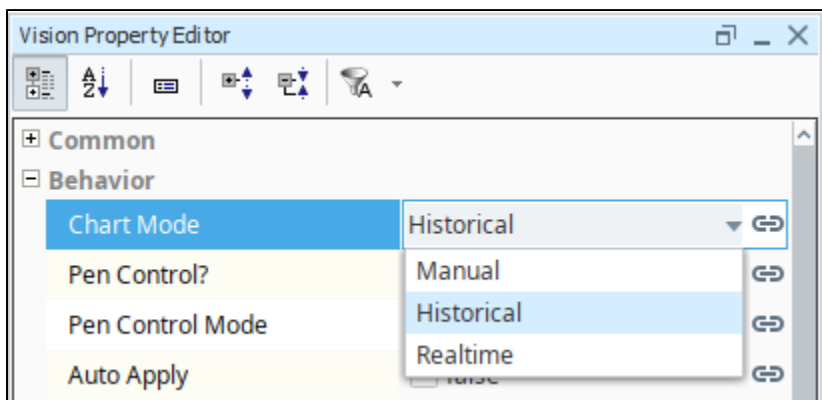 Vision Property Editor
Common
Behavior
Chart Mode Historical
Manual
Pen Control?
Historical
Pen Control Mode
Realtime
Auto Apply